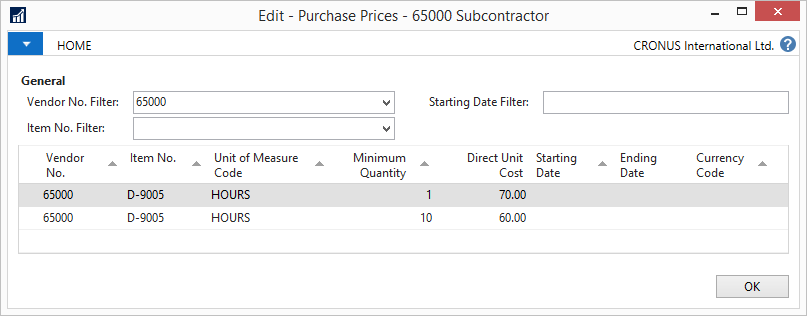 Edit - Purchase Prices - 65000 Subcontractor
HOME
CRONUS International Ltd.
General
Vendor No. Filter: 65000
Starting Date Filter:
Item No. Filter:
Vendor No. Item No. Unit of Measure Code Minimum Quantity Direct Unit Cost Starting Date Ending Date Currency Code
65000 D-9005 HOURS 1 70.00
65000 D-9005 HOURS 10 60.00
OK